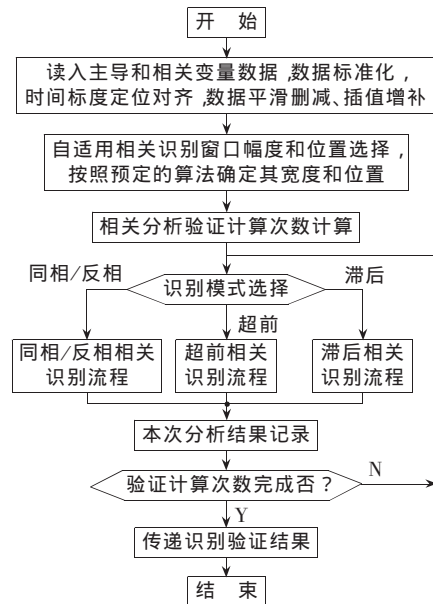 开 始
读入主导和相关变量数据,数据标准化,
时间标度定位对齐,数据平滑删减、插值增补
自适用相关识别窗口幅度和位置选择,
按照预定的算法确定其宽度和位置
相关分析验证计算次数计算
同相/反相
识别模式选择
滞后
超前
同相/反相相关
识别流程
超前相关
识别流程
滞后相关
识别流程
本次分析结果记录
验证计算次数完成否?
N
Y
传递识别验证结果
结 束